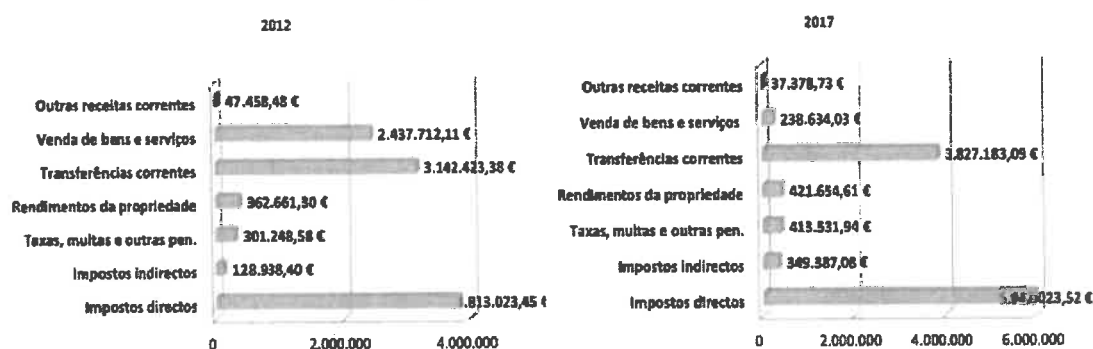 2012
Outras receitas correntes 47.458,48 €
Venda de bens e serviços 2.437.712,11 €
Transferências correntes 3.142.423,38 €
Rendimentos da propriedade 362.661,30 €
Taxas, multas e outras pen. 301.248,58 €
Impostos indirectos 128.938,40 €
Impostos directos .813.023,45 €
0 2.000.000 4.000.000
2017
Outras receitas correntes 37.378,73 €
Venda de bens e serviços 238.634,03 €
Transferências correntes 3.827.183,09 €
Rendimentos da propriedade 421.654,61 €
Taxas, multas e outras pen. 413.531,94 €
Impostos indirectos 349.387,08 €
Impostos directos
0 2.000.000 4.000.000 6.000.000